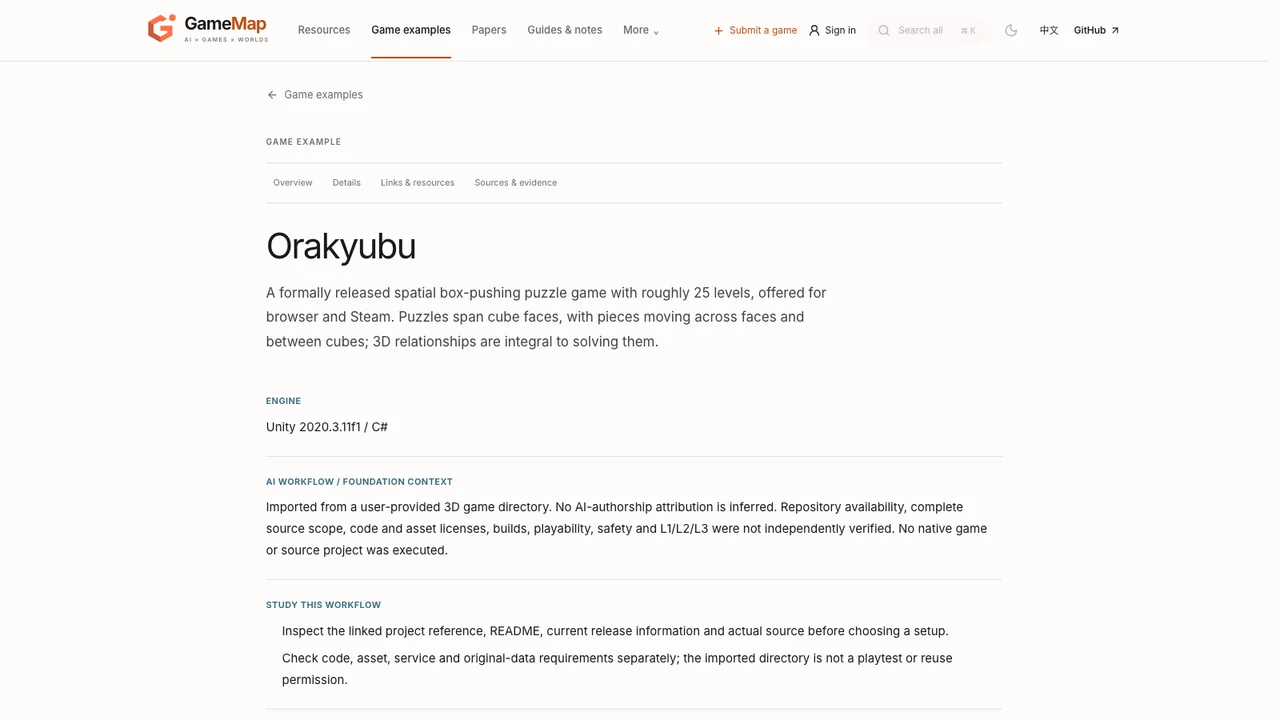 GameMap
AI × GAMES × WORLDS
Resources
Game examples
Papers
Guides & notes
More
+ Submit a game
Sign in
Search all
⌘ K
中文
GitHub ↗
← Game examples
GAME EXAMPLE
Overview
Details
Links & resources
Sources & evidence
Orakyubu
A formally released spatial box-pushing puzzle game with roughly 25 levels, offered for
browser and Steam. Puzzles span cube faces, with pieces moving across faces and
between cubes; 3D relationships are integral to solving them.
ENGINE
Unity 2020.3.11f1 / C#
AI WORKFLOW / FOUNDATION CONTEXT
Imported from a user-provided 3D game directory. No AI-authorship attribution is inferred. Repository availability, complete
source scope, code and asset licenses, builds, playability, safety and L1/L2/L3 were not independently verified. No native game
or source project was executed.
STUDY THIS WORKFLOW
Inspect the linked project reference, README, current release information and actual source before choosing a setup.
Check code, asset, service and original-data requirements separately; the imported directory is not a playtest or reuse
permission.